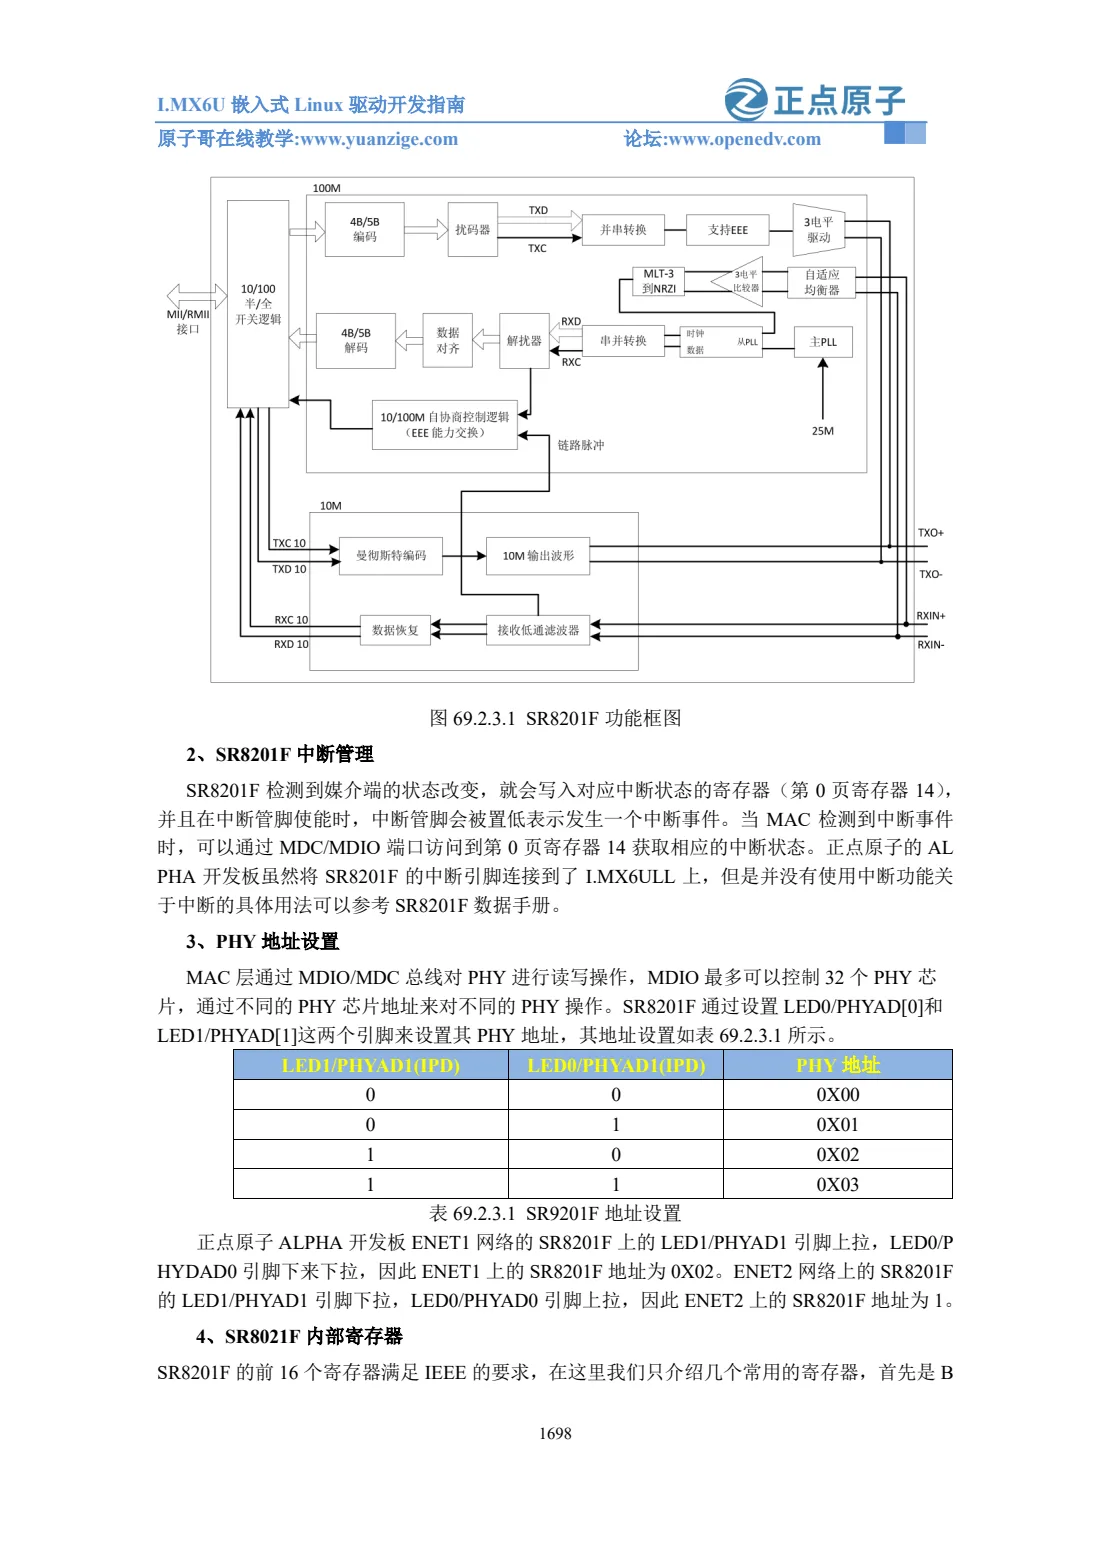 I.MX6U 嵌入式 Linux 驱动开发指南
正点原子
原子哥在线教学:www.yuanzige.com 论坛:www.openedv.com
100M
4B/5B
编码
扰码器
TXD
TXC
并串转换
支持EEE
3电平
驱动
MLT-3
到NRZI
3电平
比较器
自适应
均衡器
10/100
半/全
开关逻辑
MII/RMII
接口
4B/5B
解码
数据
对齐
解扰器
RXD
RXC
串并转换
时钟
数据
从PLL
主PLL
25M
10/100M 自协商控制逻辑
（EEE 能力交换）
链路脉冲
10M
TXC 10
TXD 10
曼彻斯特编码
10M 输出波形
TXO+
TXO-
RXC 10
RXD 10
数据恢复
接收低通滤波器
RXIN+
RXIN-
图 69.2.3.1 SR8201F 功能框图
2、SR8201F 中断管理
SR8201F 检测到媒介端的状态改变，就会写入对应中断状态的寄存器（第 0 页寄存器 14），
并且在中断管脚使能时，中断管脚会被置低表示发生一个中断事件。当 MAC 检测到中断事件
时，可以通过 MDC/MDIO 端口访问到第 0 页寄存器 14 获取相应的中断状态。正点原子的 AL
PHA 开发板虽然将 SR8201F 的中断引脚连接到了 I.MX6ULL 上，但是并没有使用中断功能关
于中断的具体用法可以参考 SR8201F 数据手册。
3、PHY 地址设置
MAC 层通过 MDIO/MDC 总线对 PHY 进行读写操作，MDIO 最多可以控制 32 个 PHY 芯
片，通过不同的 PHY 芯片地址来对不同的 PHY 操作。SR8201F 通过设置 LED0/PHYAD[0]和
LED1/PHYAD[1]这两个引脚来设置其 PHY 地址，其地址设置如表 69.2.3.1 所示。
LED1/PHYAD1(IPD) LED0/PHYAD1(IPD) PHY 地址
0 0 0X00
0 1 0X01
1 0 0X02
1 1 0X03
表 69.2.3.1 SR9201F 地址设置
正点原子 ALPHA 开发板 ENET1 网络的 SR8201F 上的 LED1/PHYAD1 引脚上拉，LED0/P
HYDAD0 引脚下来下拉，因此 ENET1 上的 SR8201F 地址为 0X02。ENET2 网络上的 SR8201F
的 LED1/PHYAD1 引脚下拉，LED0/PHYAD0 引脚上拉，因此 ENET2 上的 SR8201F 地址为 1。
4、SR8021F 内部寄存器
SR8201F 的前 16 个寄存器满足 IEEE 的要求，在这里我们只介绍几个常用的寄存器，首先是 B
1698